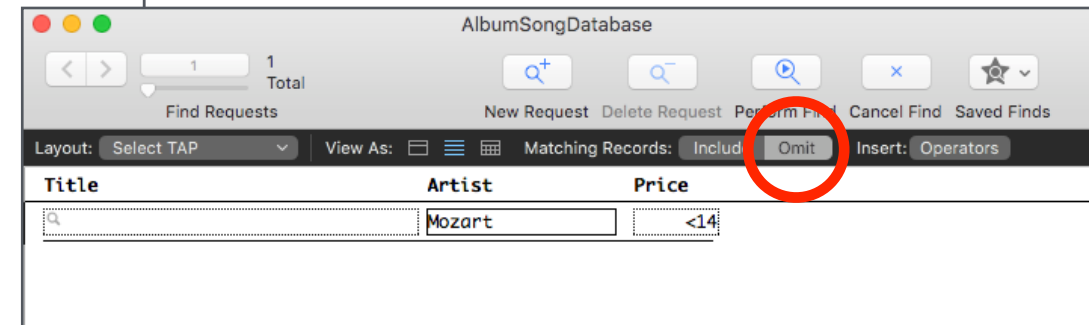 AlbumSongDatabase
1 1
Total
Find Requests New Request Delete Request Perform Find Cancel Find Saved Finds
Layout: Select TAP View As: Matching Records: Include Omit Insert: Operators
Title Artist Price
Mozart <14